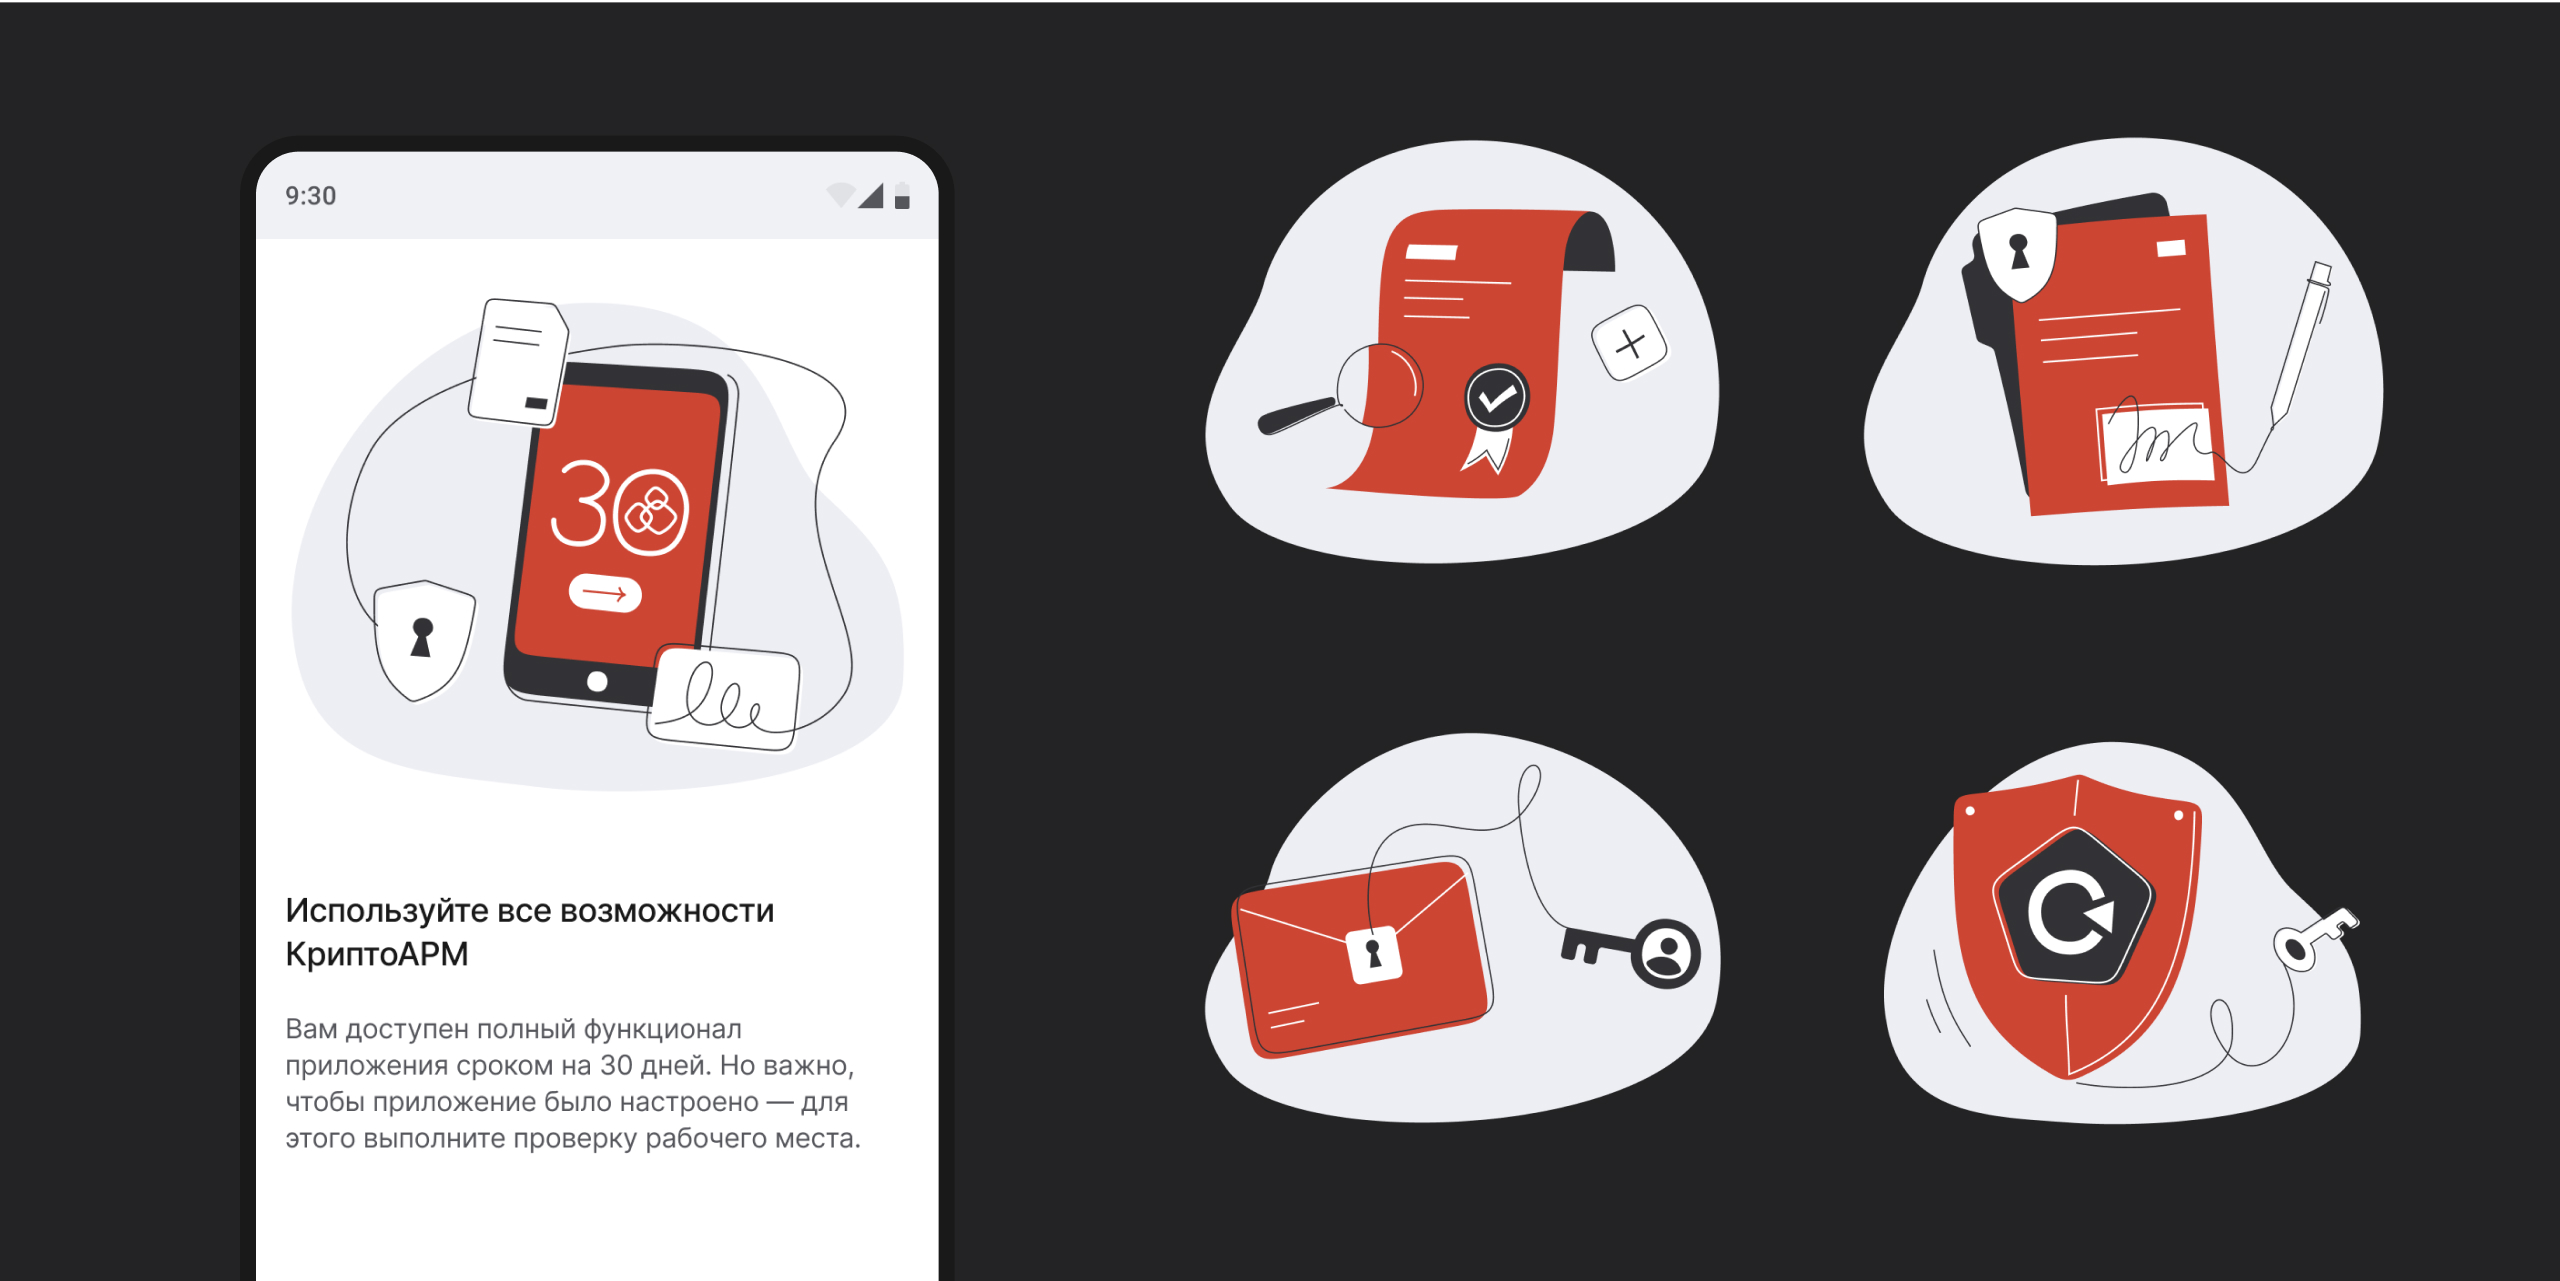 9:30
30
Используйте все возможности
КриптоАРМ
Вам доступен полный функционал
приложения сроком на 30 дней. Но важно,
чтобы приложение было настроено — для
этого выполните проверку рабочего места.